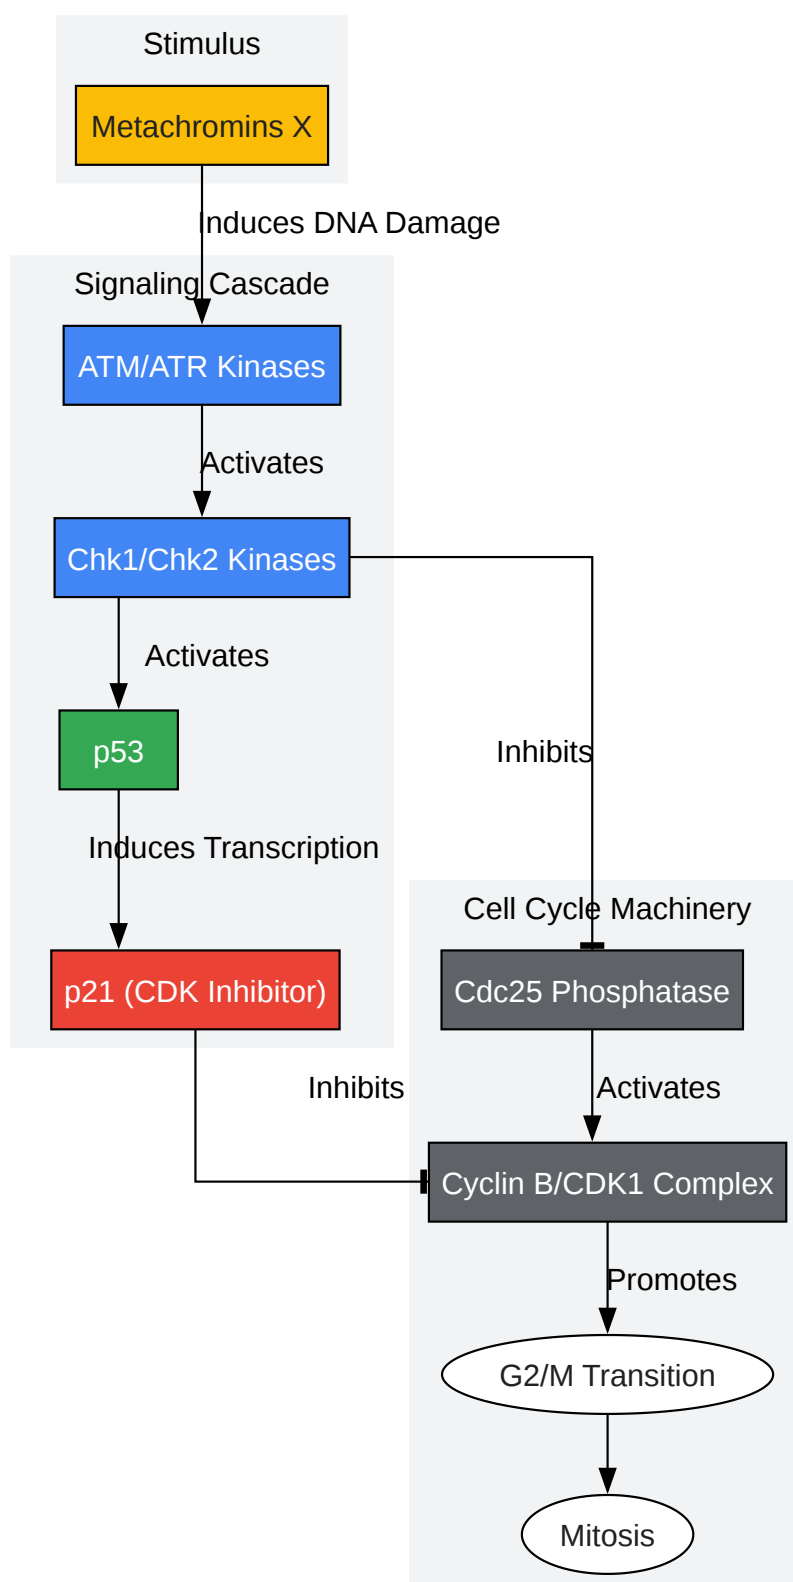 Stimulus
Metachromins X
Induces DNA Damage
Signaling Cascade
ATM/ATR Kinases
Activates
Chk1/Chk2 Kinases
Activates
p53
Inhibits
Induces Transcription
Cell Cycle Machinery
p21 (CDK Inhibitor)
Cdc25 Phosphatase
Inhibits
Activates
Cyclin B/CDK1 Complex
Promotes
G2/M Transition
Mitosis